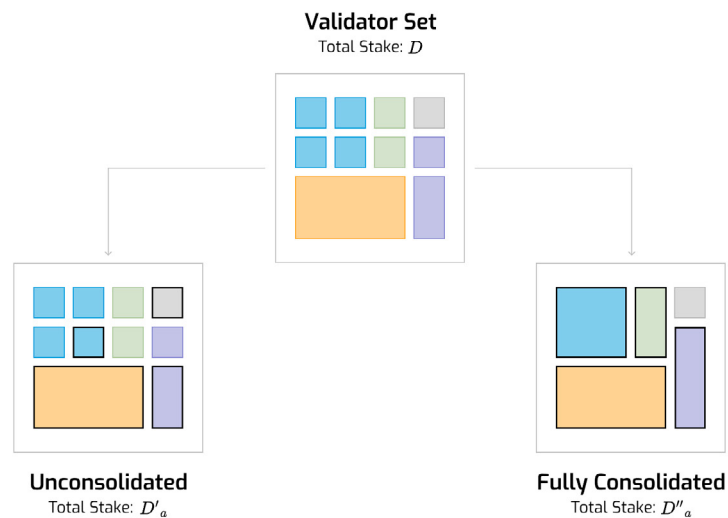 Validator Set
Total Stake: D
Unconsolidated
Total Stake: D'ₐ
Fully Consolidated
Total Stake: D''ₐ